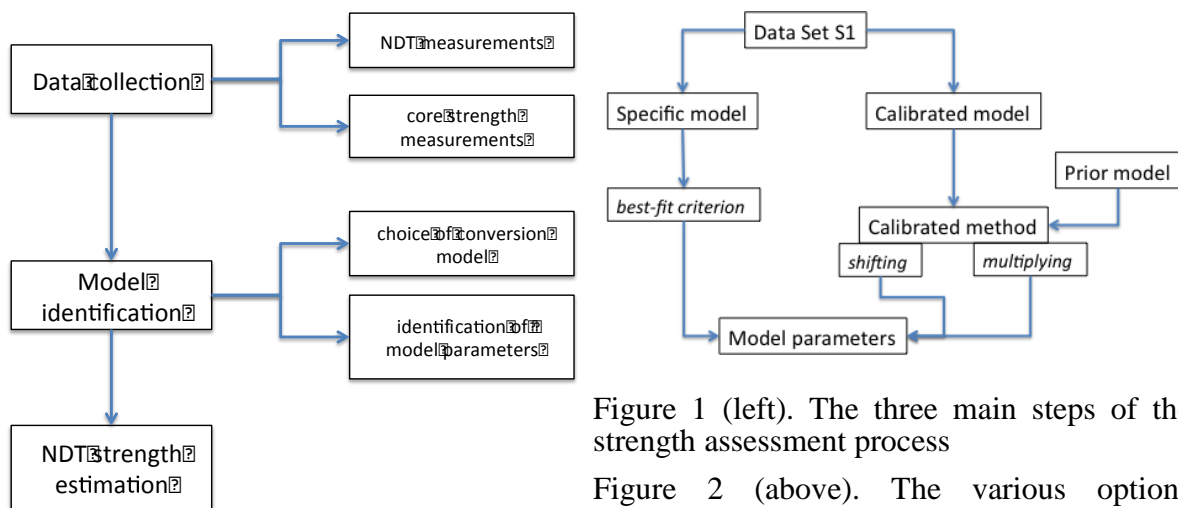 Data collection
NDT measurements
core strength
measurements
Model
identification
choice of conversion
model
identification of
model parameters
NDT strength
estimation
Data Set S1
Specific model
Calibrated model
Prior model
best-fit criterion
Calibrated method
shifting
multiplying
Model parameters
Figure 1 (left). The three main steps of th
strength assessment process
Figure 2 (above). The various option